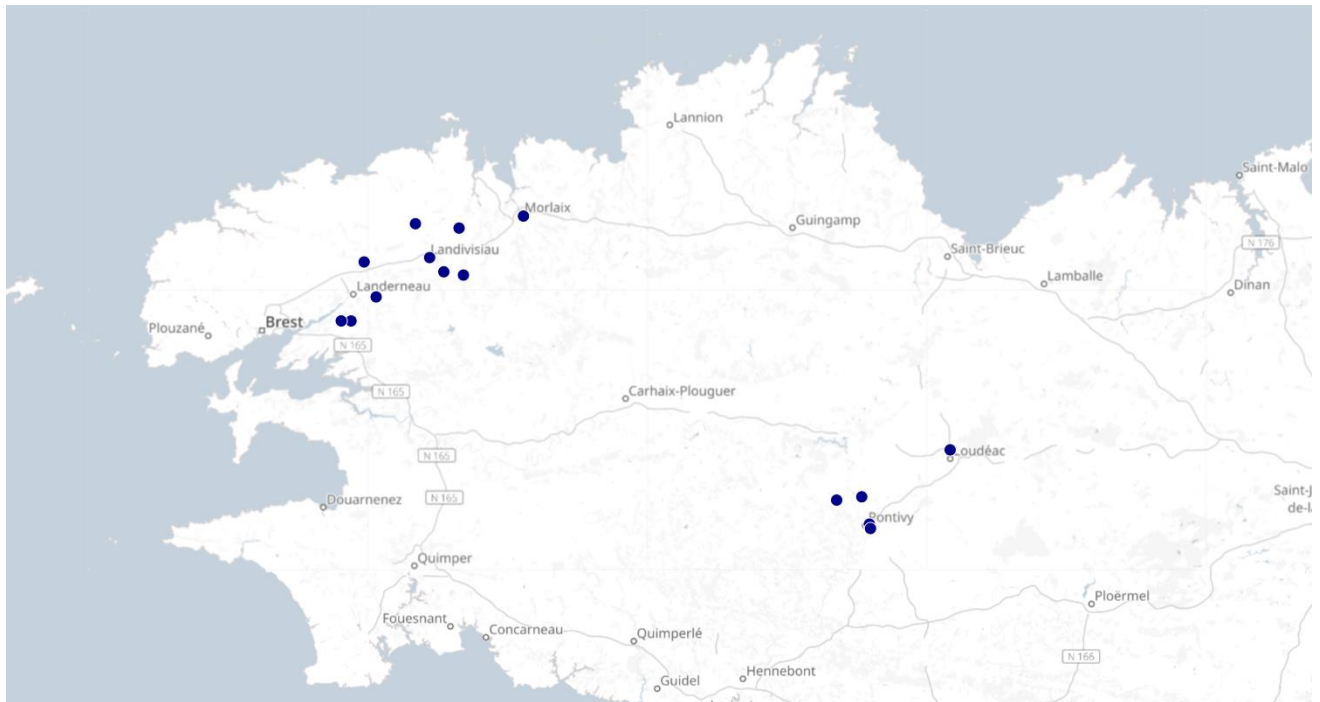 Lannion
Saint-Malo
Morlaix
Guingamp
N 176
Landivisiau
Saint-Brieuc
Lamballe
Landerneau
Dinan
Brest
Plouzané
N 165
N 165
Carhaix-Plouguer
Loudéac
N 165
Saint-J
de-l
Douarnenez
N 165
Pontivy
Quimper
Ploërmel
Fouesnant
Concarneau
Quimperlé
N 165
Hennebont
Guidel